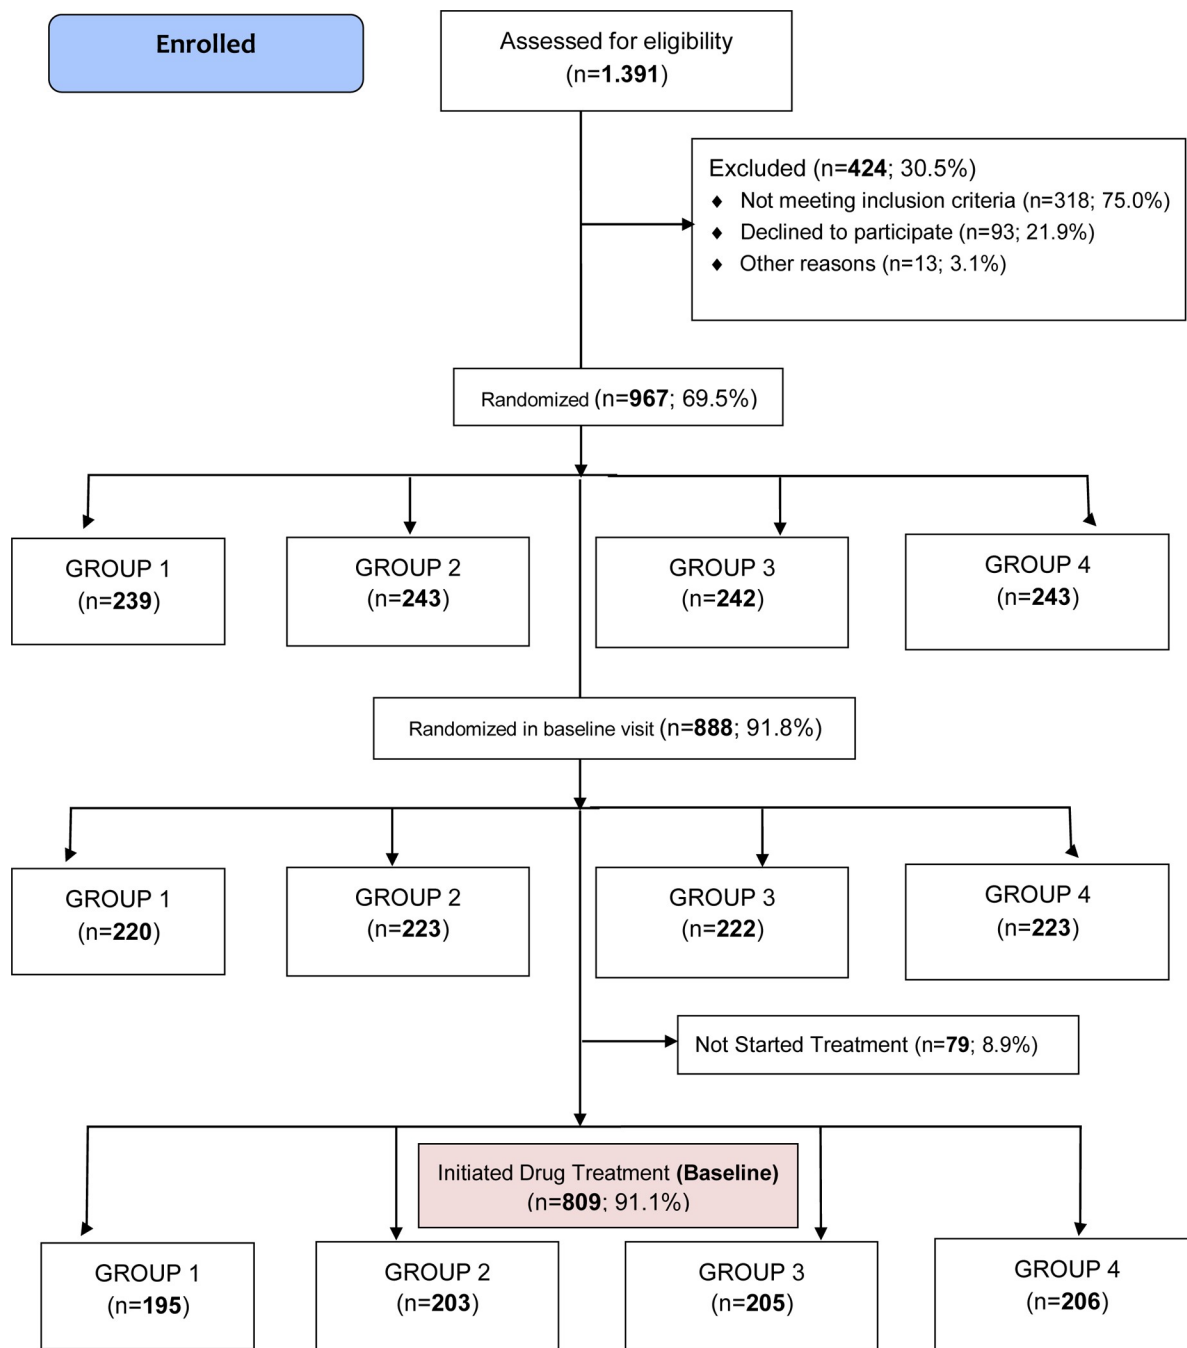 Enrolled
Assessed for eligibility
(n=1.391)
Excluded (n=424; 30.5%)
♦ Not meeting inclusion criteria (n=318; 75.0%)
♦ Declined to participate (n=93; 21.9%)
♦ Other reasons (n=13; 3.1%)
Randomized (n=967; 69.5%)
GROUP 1
(n=239)
GROUP 2
(n=243)
GROUP 3
(n=242)
GROUP 4
(n=243)
Randomized in baseline visit (n=888; 91.8%)
GROUP 1
(n=220)
GROUP 2
(n=223)
GROUP 3
(n=222)
GROUP 4
(n=223)
Not Started Treatment (n=79; 8.9%)
Initiated Drug Treatment (Baseline)
(n=809; 91.1%)
GROUP 1
(n=195)
GROUP 2
(n=203)
GROUP 3
(n=205)
GROUP 4
(n=206)